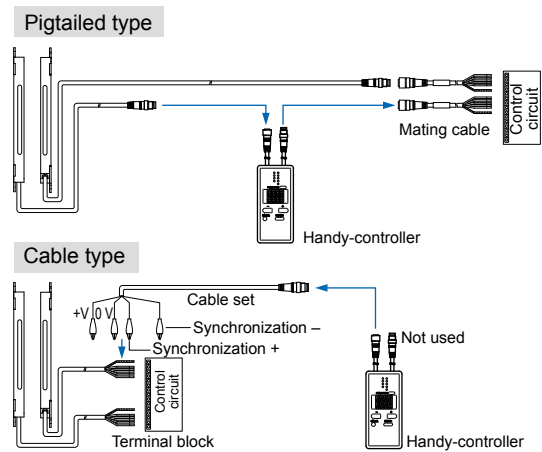 Pigtailed type
Control
circuit
Mating cable
Handy-controller
Cable type
+V 0 V
Cable set
Synchronization –
Synchronization +
Not used
Control
circuit
Terminal block
Handy-controller